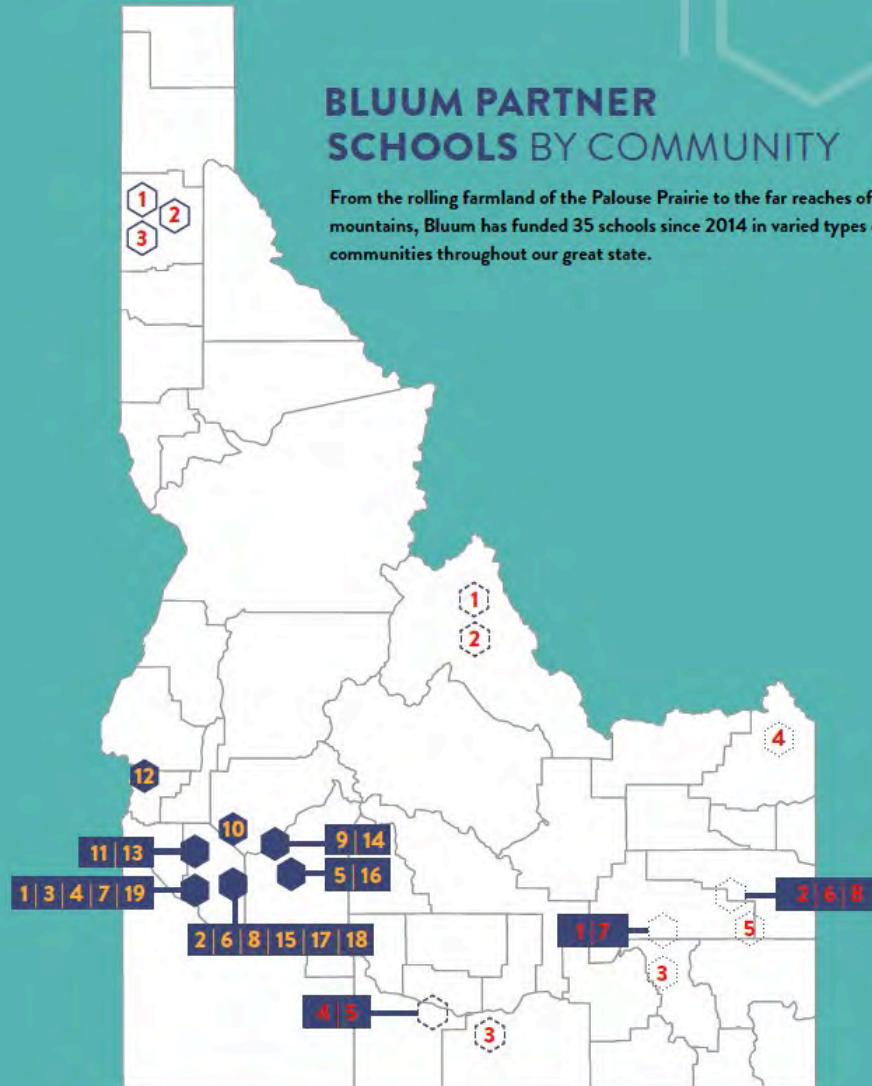 BLUUM PARTNER
SCHOOLS BY COMMUNITY
From the rolling farmland of the Palouse Prairie to the far reaches of
mountains, Bluum has funded 35 schools since 2014 in varied types
communities throughout our great state.
1
2
3
1
2
4
12
10
9 | 14
11 | 13
5 | 16
1 | 3 | 4 | 7 | 19
2 | 6 | 8
2 | 6 | 8 | 15 | 17 | 18
1 | 7
5
3
4 | 5
3